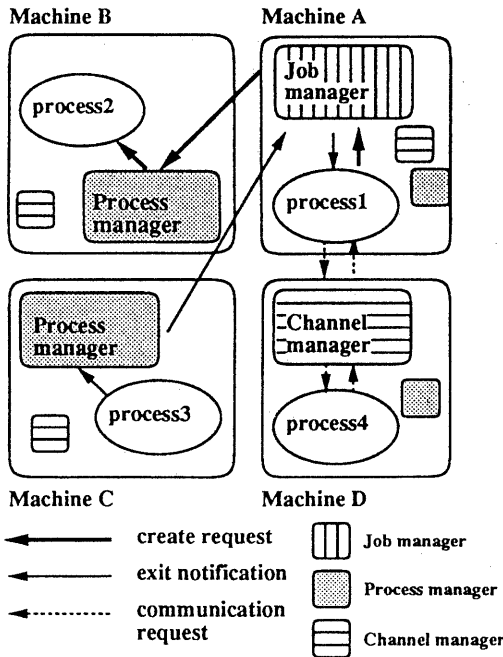 Machine B
Machine A
process2
Process
manager
Job
manager
process1
Process
manager
process3
Channel
manager
process4
Machine C
Machine D
create request
exit notification
communication
request
Job manager
Process manager
Channel manager